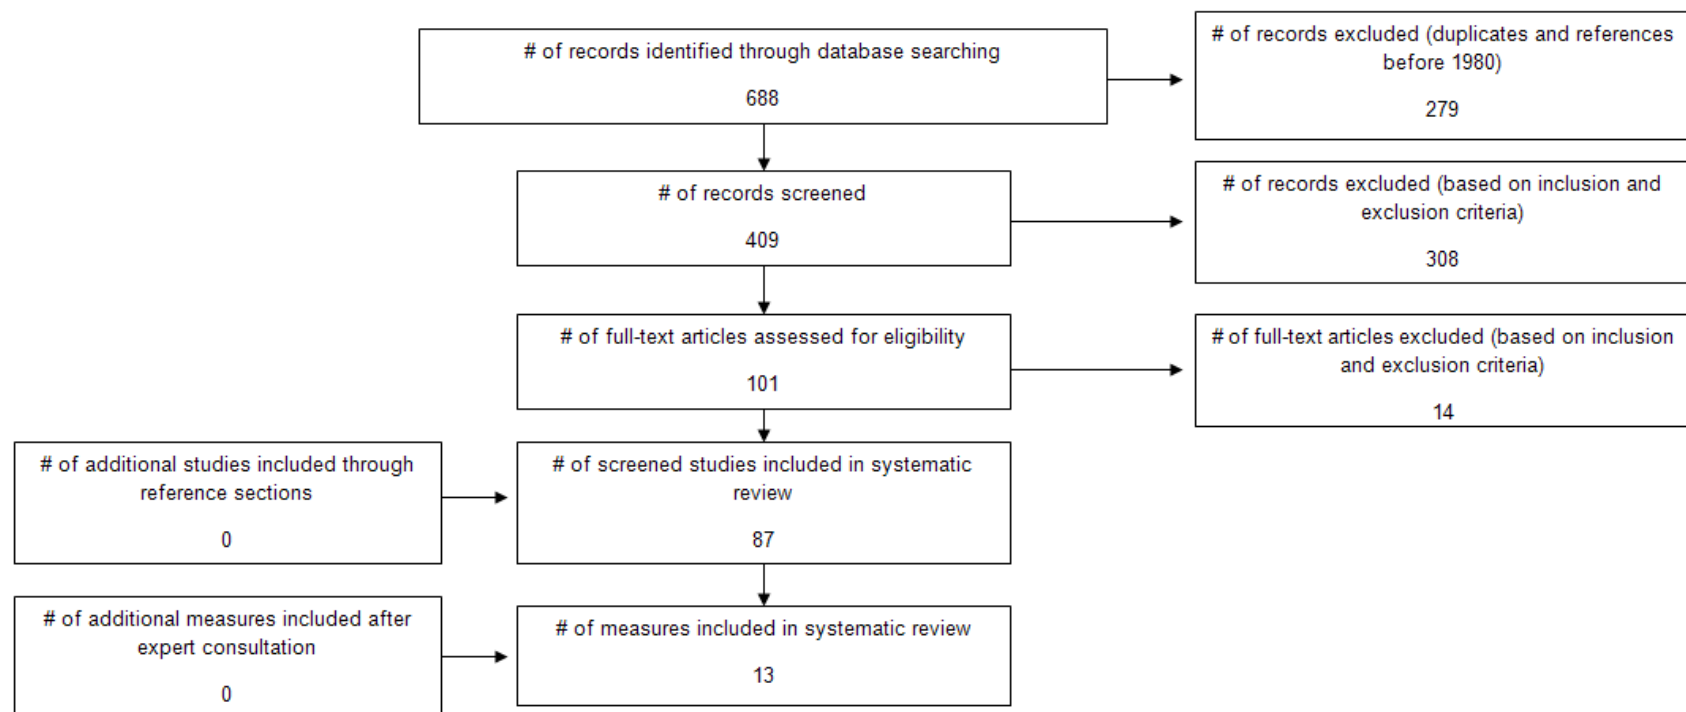 # of records identified through database searching
688
# of records excluded (duplicates and references
before 1980)
279
# of records screened
409
# of records excluded (based on inclusion and
exclusion criteria)
308
# of full-text articles assessed for eligibility
101
# of full-text articles excluded (based on inclusion
and exclusion criteria)
14
# of additional studies included through
reference sections
0
# of screened studies included in systematic
review
87
# of additional measures included after
expert consultation
0
# of measures included in systematic review
13